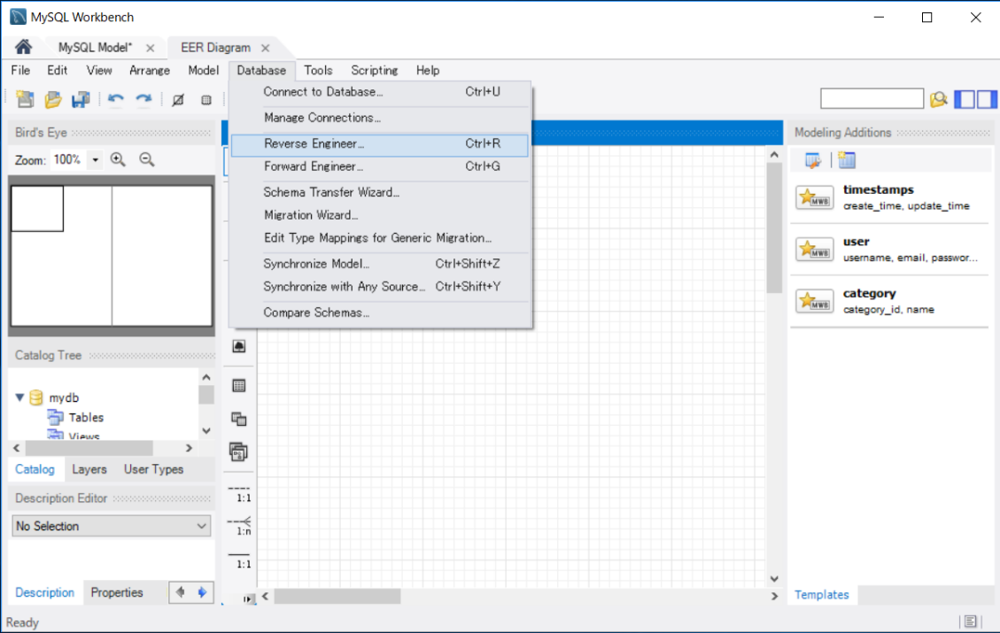 MySQL Workbench
MySQL Model* EER Diagram
File Edit View Arrange Model Database Tools Scripting Help
Connect to Database... Ctrl+U
Manage Connections...
Reverse Engineer... Ctrl+R
Forward Engineer... Ctrl+G
Schema Transfer Wizard...
Migration Wizard...
Edit Type Mappings for Generic Migration...
Synchronize Model... Ctrl+Shift+Z
Synchronize with Any Source... Ctrl+Shift+Y
Compare Schemas...
Bird's Eye
Zoom: 100%
Catalog Tree
mydb
Tables
Views
Catalog Layers User Types
Description Editor
No Selection
Description Properties
1:1
1:n
1:1
Modeling Additions
MWB timestamps
create_time, update_time
MWB user
username, email, passwor...
MWB category
category_id, name
Templates
Ready